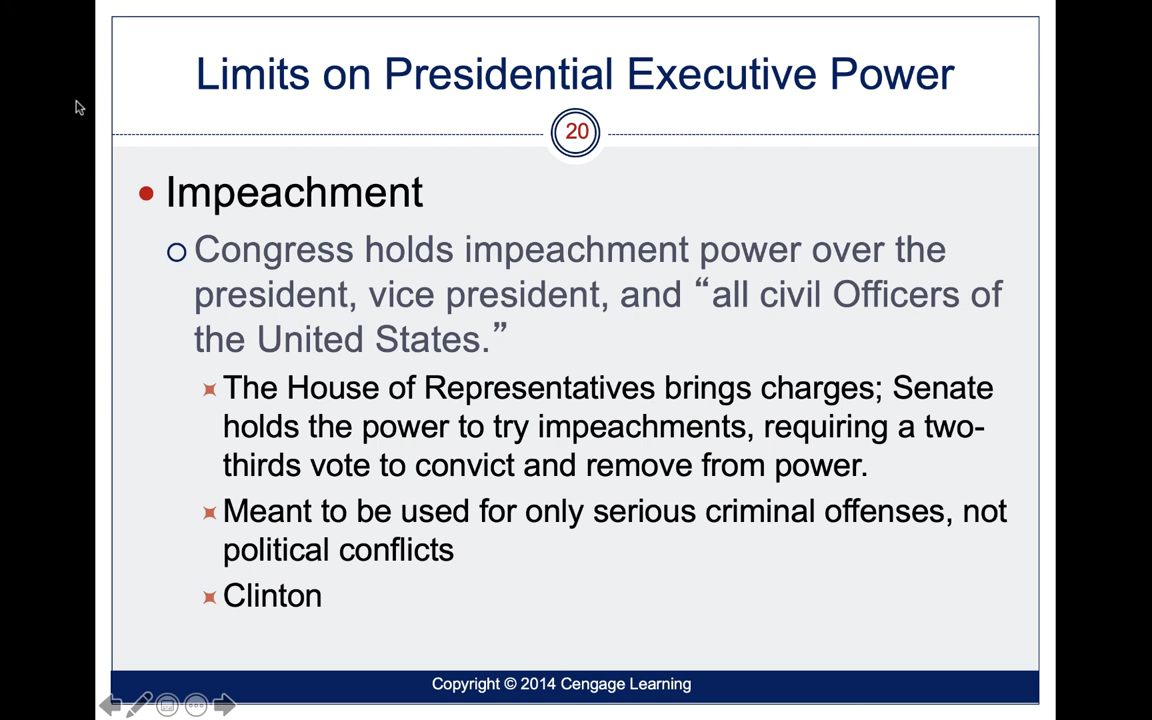 Limits on Presidential Executive Power
20
Impeachment
Congress holds impeachment power over the
president, vice president, and “all civil Officers of
the United States.”
The House of Representatives brings charges; Senate
holds the power to try impeachments, requiring a two-
thirds vote to convict and remove from power.
Meant to be used for only serious criminal offenses, not
political conflicts
Clinton
Copyright © 2014 Cengage Learning